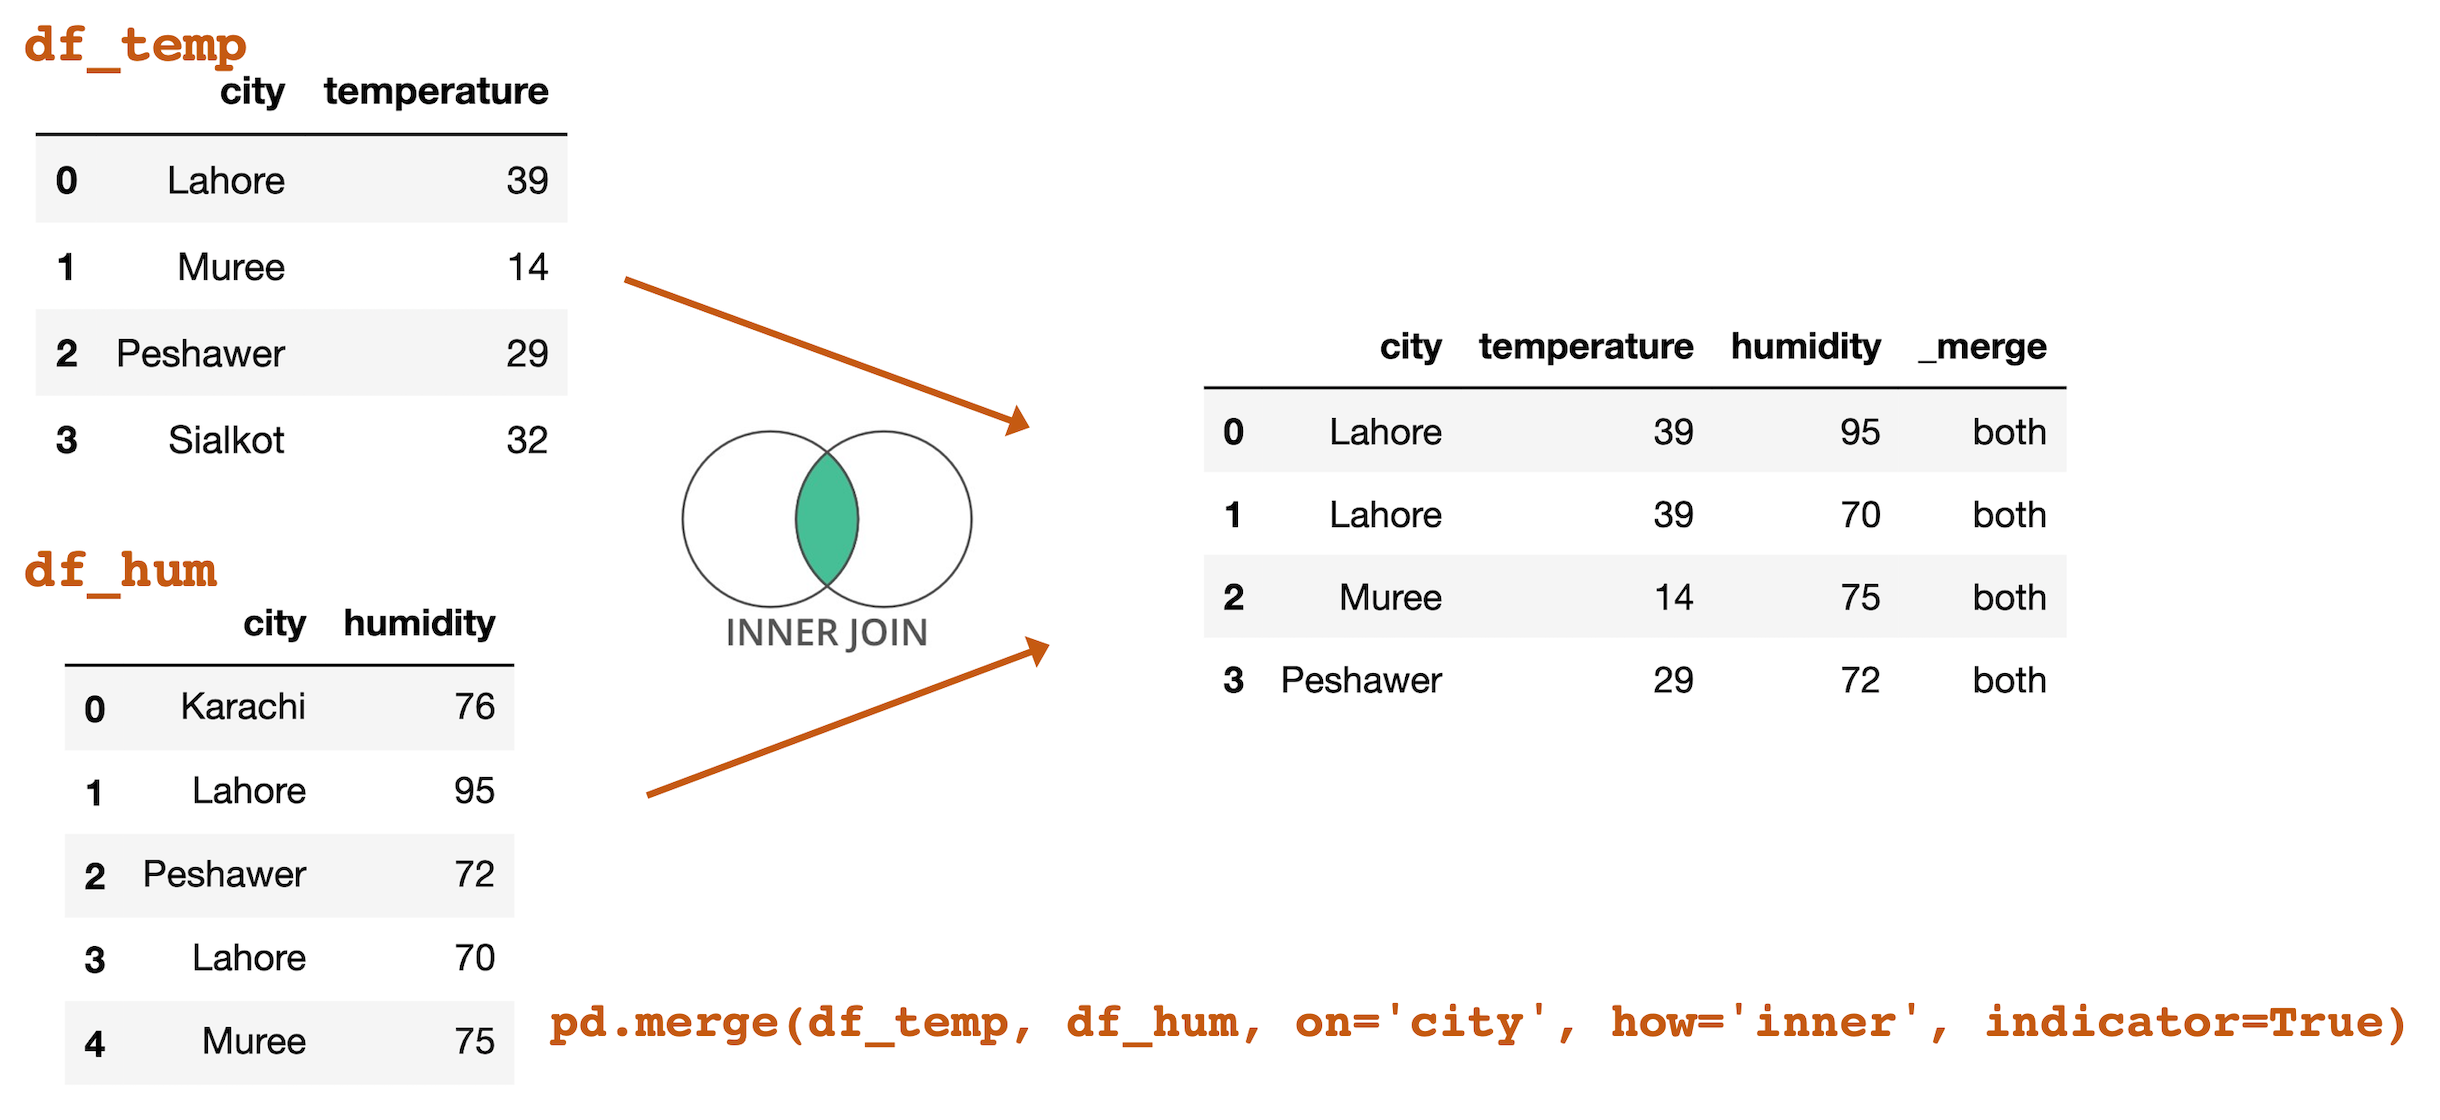 df_temp
city temperature
0 Lahore 39
1 Muree 14
2 Peshawer 29
3 Sialkot 32
df_hum
city humidity
0 Karachi 76
1 Lahore 95
2 Peshawer 72
3 Lahore 70
4 Muree 75
INNER JOIN
city temperature humidity _merge
0 Lahore 39 95 both
1 Lahore 39 70 both
2 Muree 14 75 both
3 Peshawer 29 72 both
pd.merge(df_temp, df_hum, on='city', how='inner', indicator=True)